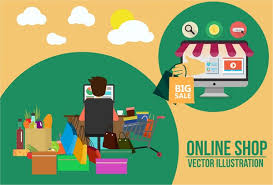 BIG
SALE
ONLINE SHOP
VECTOR ILLUSTRATION